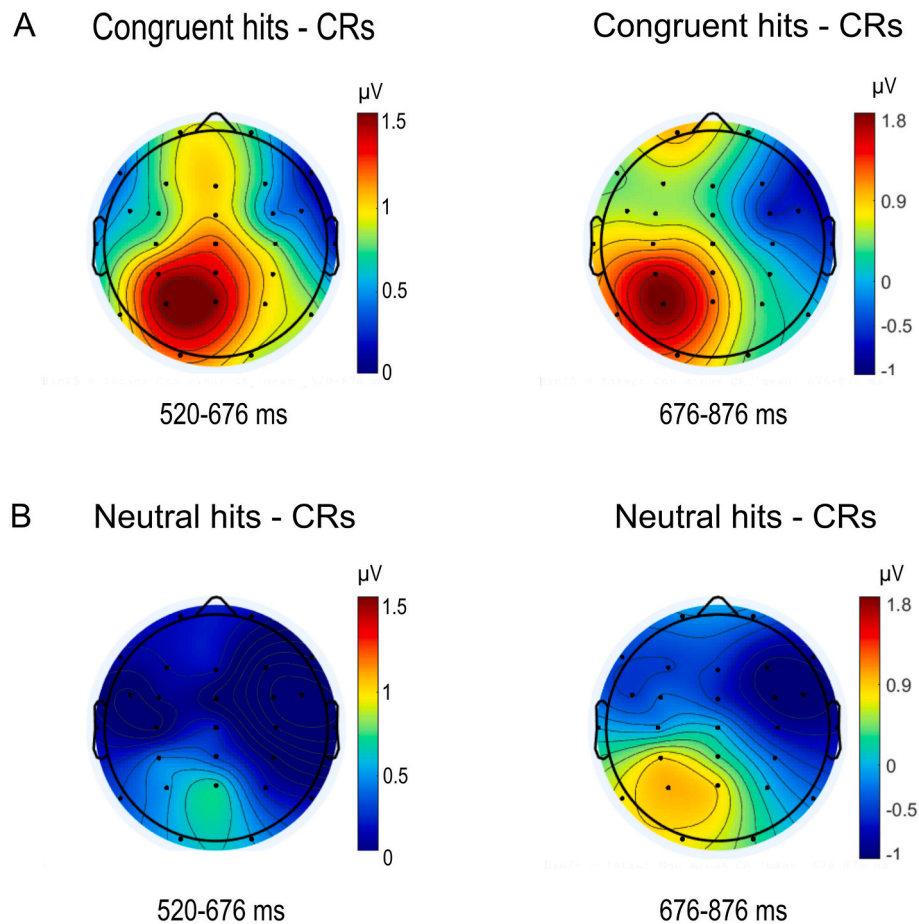 A
Congruent hits - CRs
Congruent hits - CRs
µV
1.5
1
0.5
0
µV
1.8
0.9
0
-0.5
-1
520-676 ms
676-876 ms
B
Neutral hits - CRs
Neutral hits - CRs
µV
1.5
1
0.5
0
µV
1.8
0.9
0
-0.5
-1
520-676 ms
676-876 ms